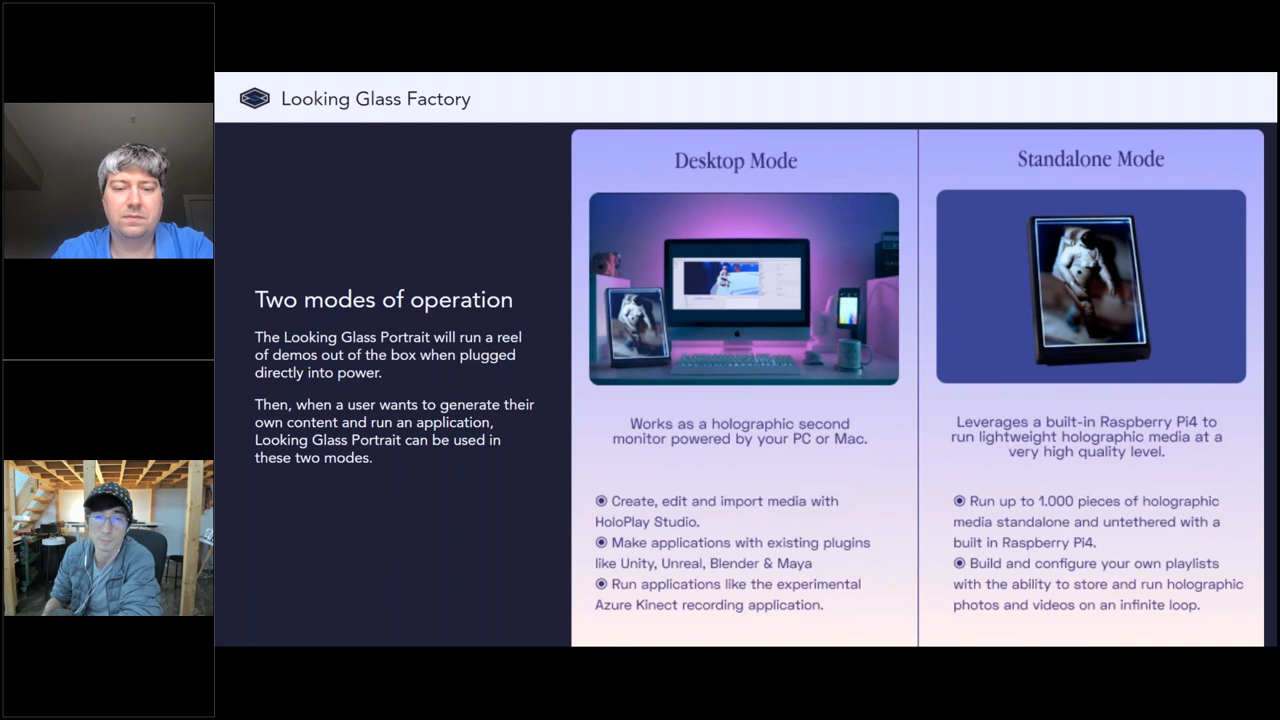 Looking Glass Factory
Two modes of operation
The Looking Glass Portrait will run a reel
of demos out of the box when plugged
directly into power.
Then, when a user wants to generate their
own content and run an application,
Looking Glass Portrait can be used in
these two modes.
Desktop Mode
Works as a holographic second
monitor powered by your PC or Mac.
Create, edit and import media with
HoloPlay Studio.
Make applications with existing plugins
like Unity, Unreal, Blender & Maya
Run applications like the experimental
Azure Kinect recording application.
Standalone Mode
Leverages a built-in Raspberry Pi4 to
run lightweight holographic media at a
very high quality level.
Run up to 1.000 pieces of holographic
media standalone and untethered with a
built in Raspberry Pi4.
Build and configure your own playlists
with the ability to store and run holographic
photos and videos on an infinite loop.